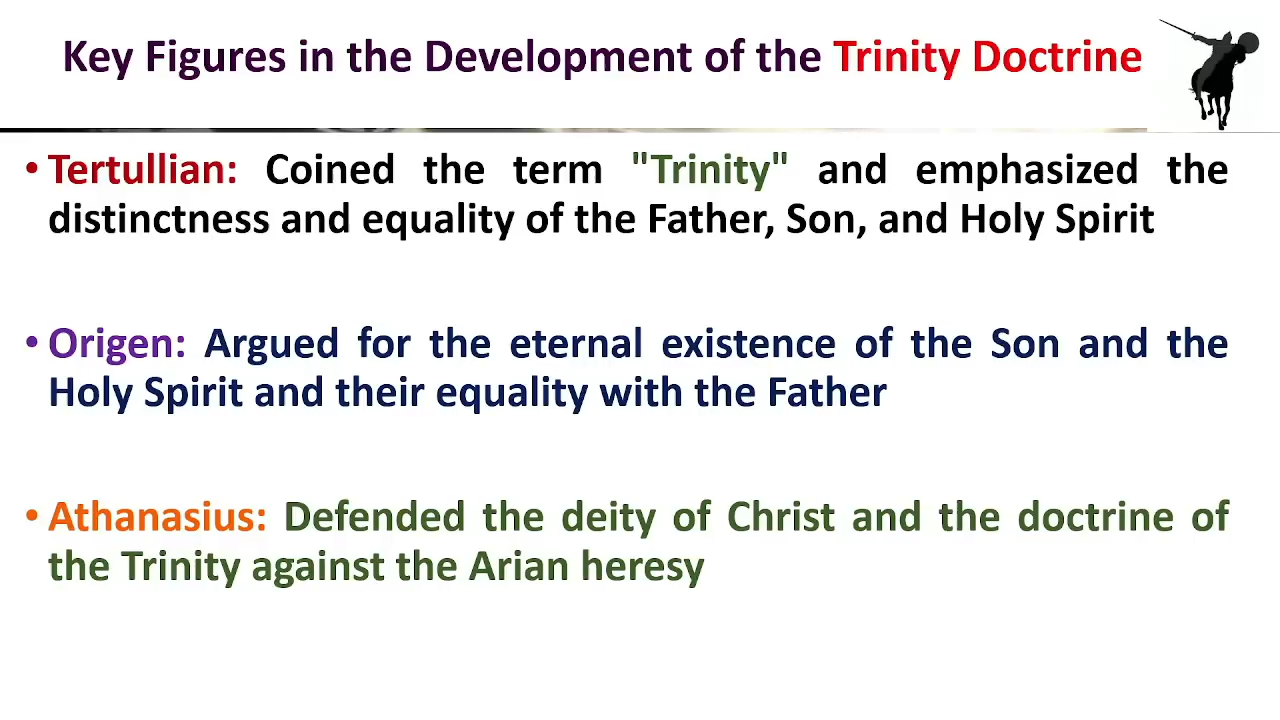 Key Figures in the Development of the Trinity Doctrine
• Tertullian: Coined the term "Trinity" and emphasized the
distinctness and equality of the Father, Son, and Holy Spirit
• Origen: Argued for the eternal existence of the Son and the
Holy Spirit and their equality with the Father
• Athanasius: Defended the deity of Christ and the doctrine of
the Trinity against the Arian heresy